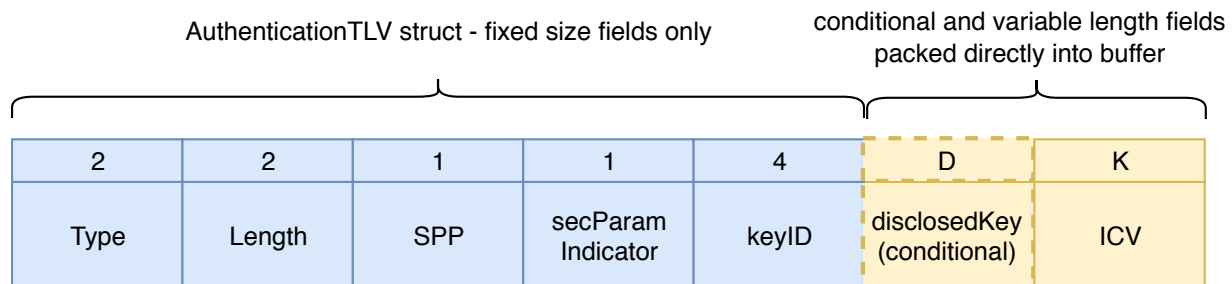 AuthenticationTLV struct - fixed size fields only
conditional and variable length fields
packed directly into buffer
2
2
1
1
4
D
K
Type
Length
SPP
secParam
Indicator
keyID
disclosedKey
(conditional)
ICV